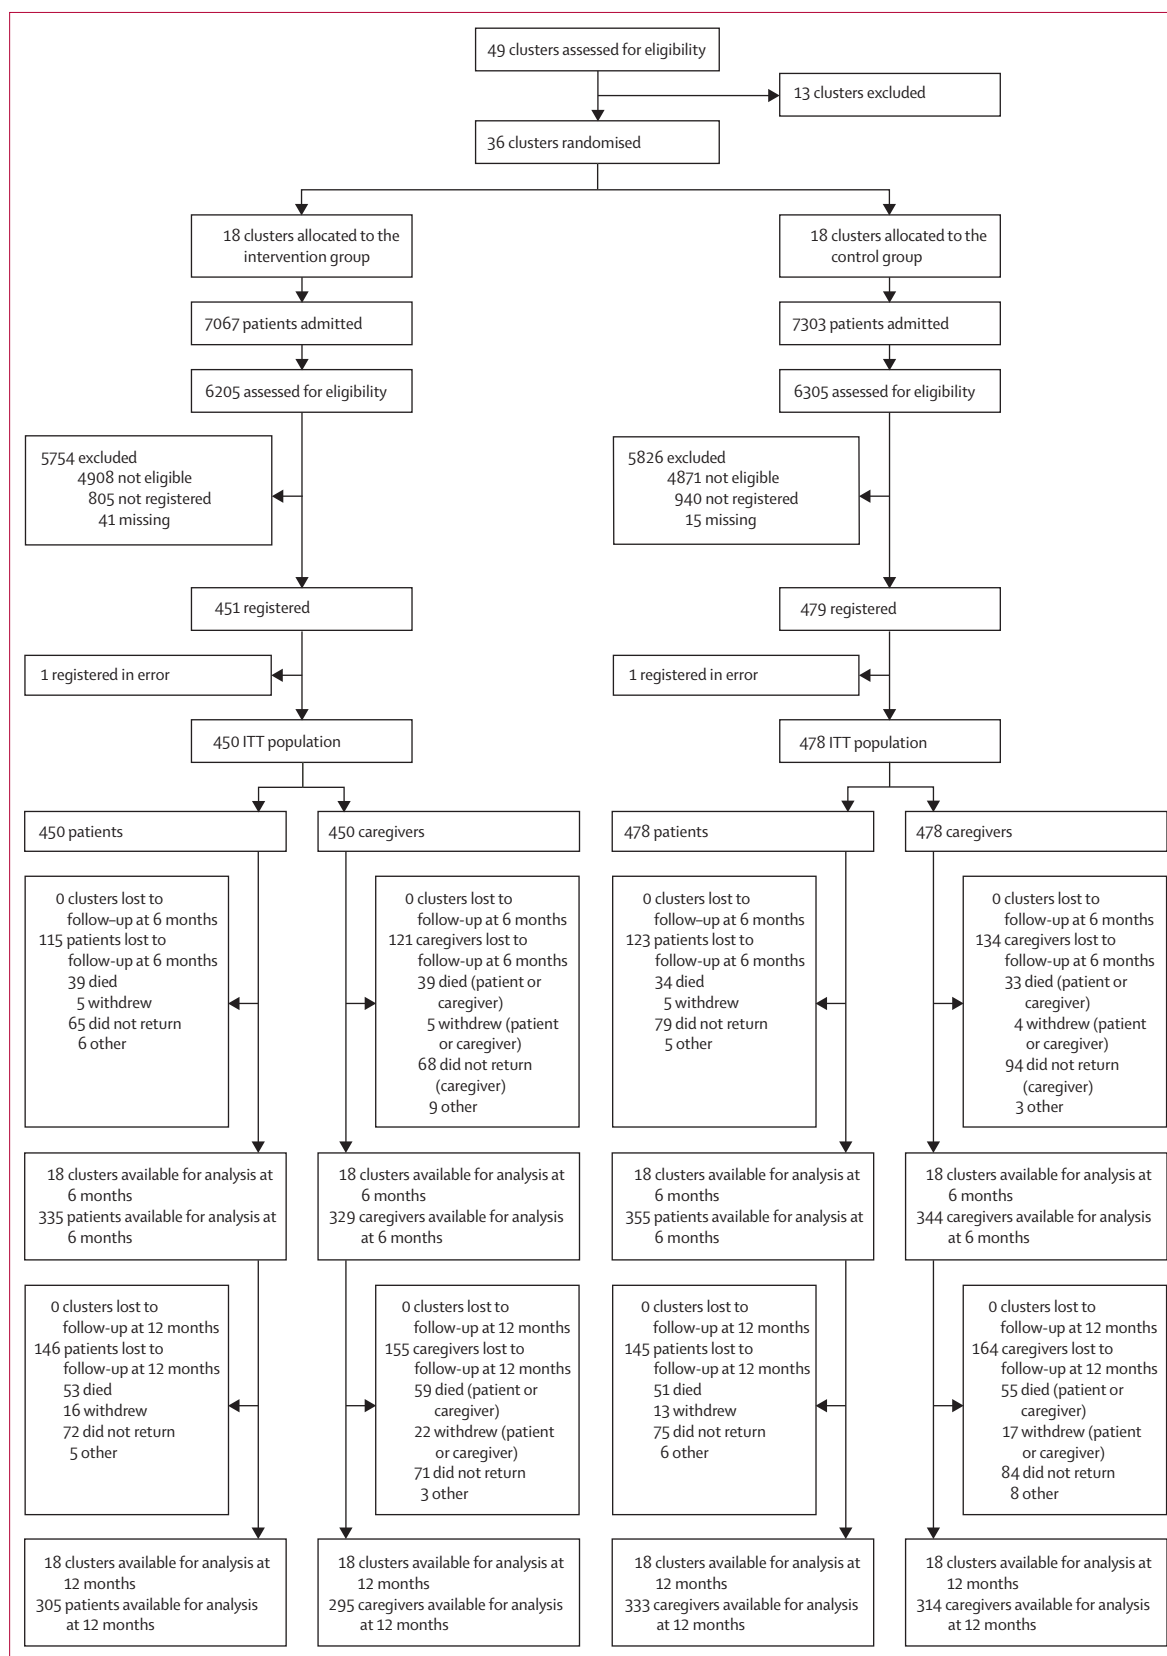 49 clusters assessed for eligibility
13 clusters excluded
36 clusters randomised
18 clusters allocated to the
intervention group
18 clusters allocated to the
control group
7067 patients admitted
7303 patients admitted
6205 assessed for eligibility
6305 assessed for eligibility
5754 excluded
4908 not eligible
805 not registered
41 missing
5826 excluded
4871 not eligible
940 not registered
15 missing
451 registered
479 registered
1 registered in error
1 registered in error
450 ITT population
478 ITT population
450 patients
450 caregivers
478 patients
478 caregivers
0 clusters lost to
follow–up at 6 months
115 patients lost to
follow-up at 6 months
39 died
5 withdrew
65 did not return
6 other
0 clusters lost to
follow-up at 6 months
121 caregivers lost to
follow-up at 6 months
39 died (patient or
caregiver)
5 withdrew (patient
or caregiver)
68 did not return
(caregiver)
9 other
0 clusters lost to
follow–up at 6 months
123 patients lost to
follow-up at 6 months
34 died
5 withdrew
79 did not return
5 other
0 clusters lost to
follow-up at 6 months
134 caregivers lost to
follow-up at 6 months
33 died (patient or
caregiver)
4 withdrew (patient
or caregiver)
94 did not return
(caregiver)
3 other
18 clusters available for analysis at
6 months
335 patients available for analysis at
6 months
18 clusters available for analysis at
6 months
329 caregivers available for analysis
at 6 months
18 clusters available for analysis at
6 months
355 patients available for analysis at
6 months
18 clusters available for analysis at
6 months
344 caregivers available for analysis
at 6 months
0 clusters lost to
follow-up at 12 months
146 patients lost to
follow-up at 12 months
53 died
16 withdrew
72 did not return
5 other
0 clusters lost to
follow-up at 12 months
155 caregivers lost to
follow-up at 12 months
59 died (patient or
caregiver)
22 withdrew (patient
or caregiver)
71 did not return
3 other
0 clusters lost to
follow-up at 12 months
145 patients lost to
follow-up at 12 months
51 died
13 withdrew
75 did not return
6 other
0 clusters lost to
follow-up at 12 months
164 caregivers lost to
follow-up at 12 months
55 died (patient or
caregiver)
17 withdrew (patient
or caregiver)
84 did not return
8 other
18 clusters available for analysis at
12 months
305 patients available for analysis
at 12 months
18 clusters available for analysis at
12 months
295 caregivers available for analysis
at 12 months
18 clusters available for analysis at
12 months
333 caregivers available for analysis
at 12 months
18 clusters available for analysis at
12 months
314 caregivers available for analysis
at 12 months